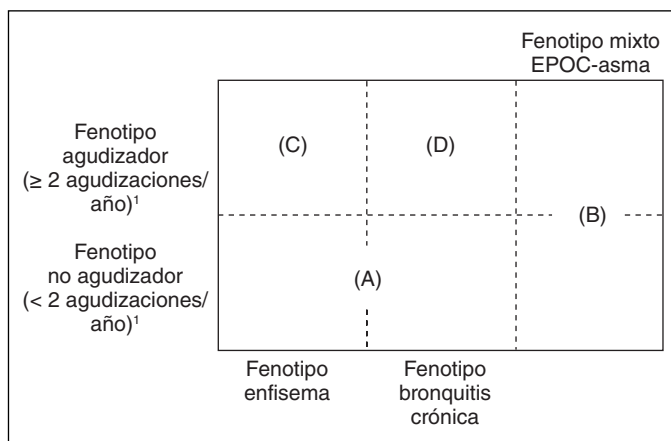 Fenotipo mixto
EPOC-asma
Fenotipo
agudizador
(≥ 2 agudizaciones/
año)¹
(C)
(D)
(B)
Fenotipo
no agudizador
(< 2 agudizaciones/
año)¹
(A)
Fenotipo
enfisema
Fenotipo
bronquitis
crónica